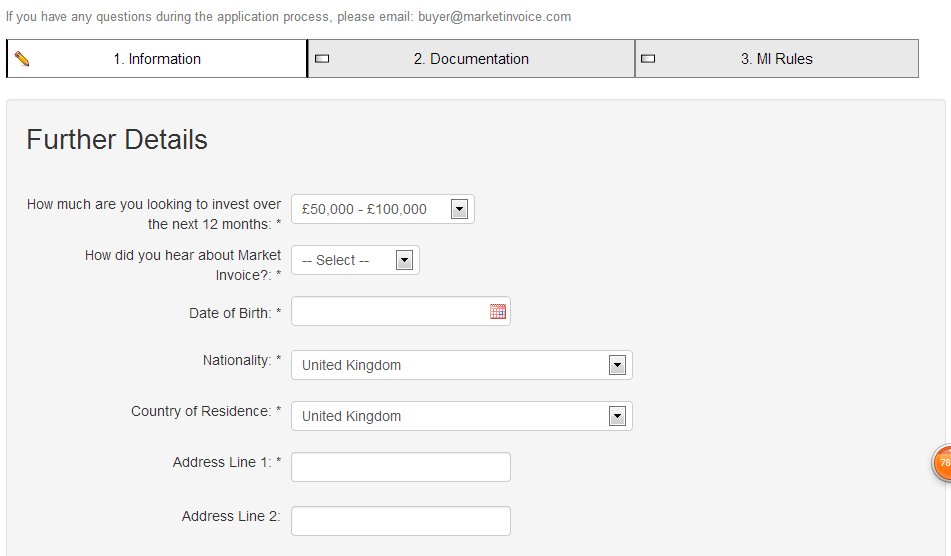 If you have any questions during the application process, please email: buyer@marketinvoice.com
1. Information
2. Documentation
3. MI Rules
Further Details
How much are you looking to invest over
the next 12 months: *
£50,000 - £100,000
How did you hear about Market
Invoice?: *
-- Select --
Date of Birth: *
Nationality: *
United Kingdom
Country of Residence: *
United Kingdom
Address Line 1: *
Address Line 2:
78